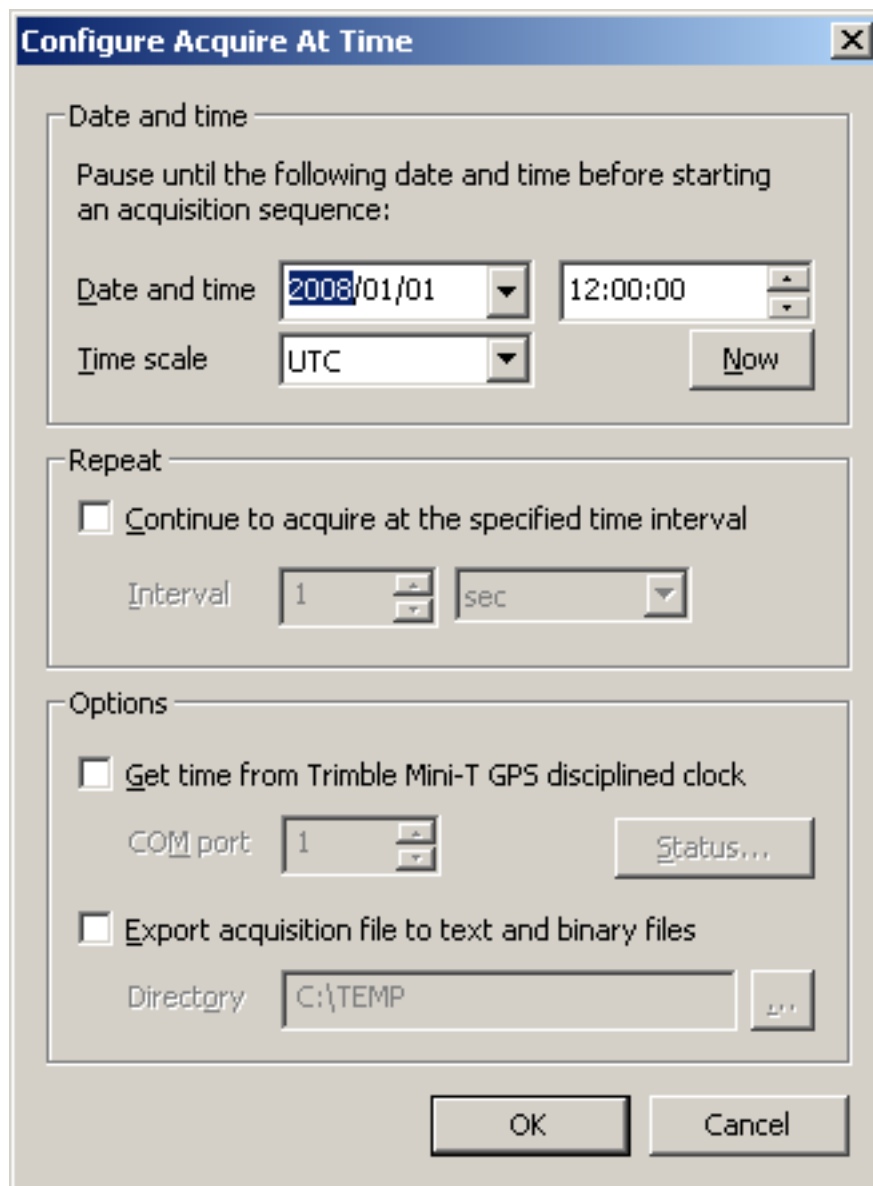 Configure Acquire At Time
Date and time
Pause until the following date and time before starting
an acquisition sequence:
Date and time 2008/01/01 12:00:00
Time scale UTC Now
Repeat
Continue to acquire at the specified time interval
Interval 1 sec
Options
Get time from Trimble Mini-T GPS disciplined clock
COM port 1 Status...
Export acquisition file to text and binary files
Directory C:\TEMP ...
OK Cancel